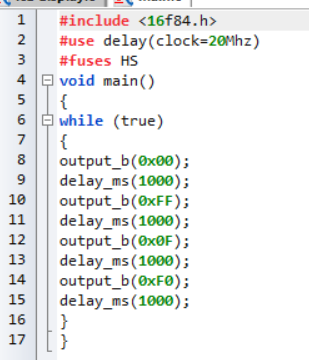 1 #include <16f84.h>
2 #use delay(clock=20Mhz)
3 #fuses HS
4 void main()
5 {
6 while (true)
7 {
8 output_b(0x00);
9 delay_ms(1000);
10 output_b(0xFF);
11 delay_ms(1000);
12 output_b(0x0F);
13 delay_ms(1000);
14 output_b(0xF0);
15 delay_ms(1000);
16 }
17 }